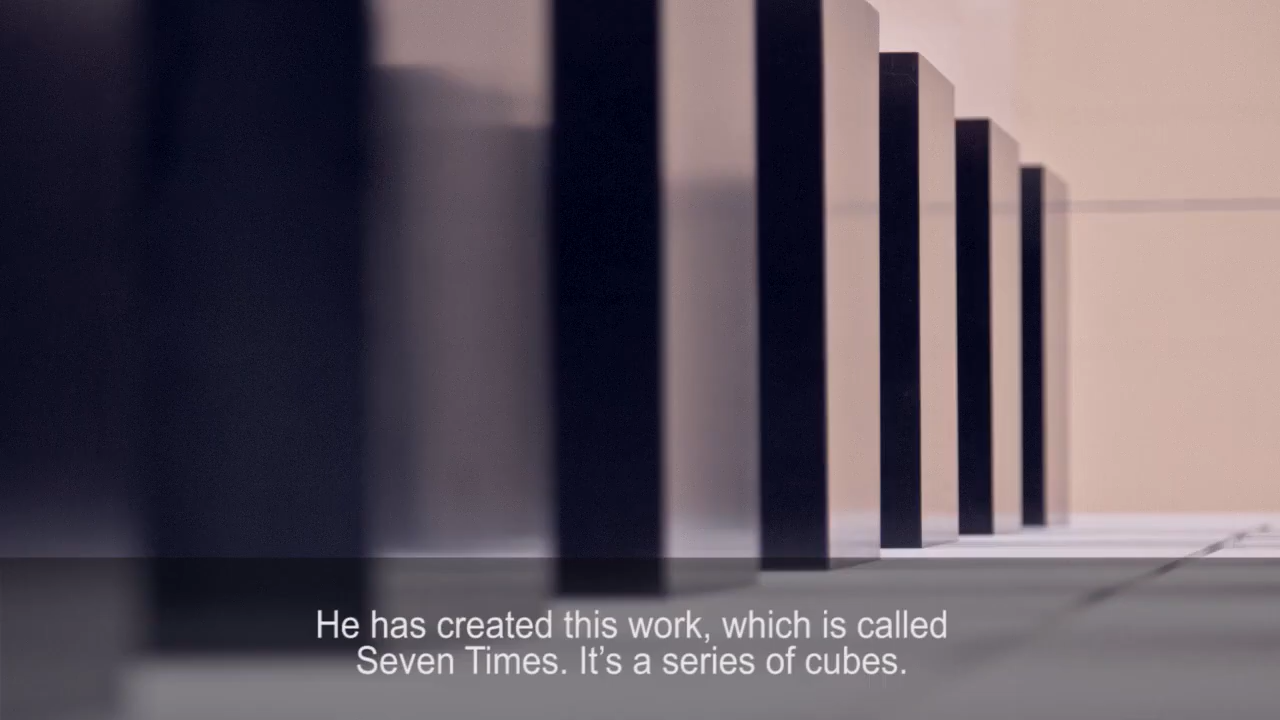 He has created this work, which is called
Seven Times. It’s a series of cubes.